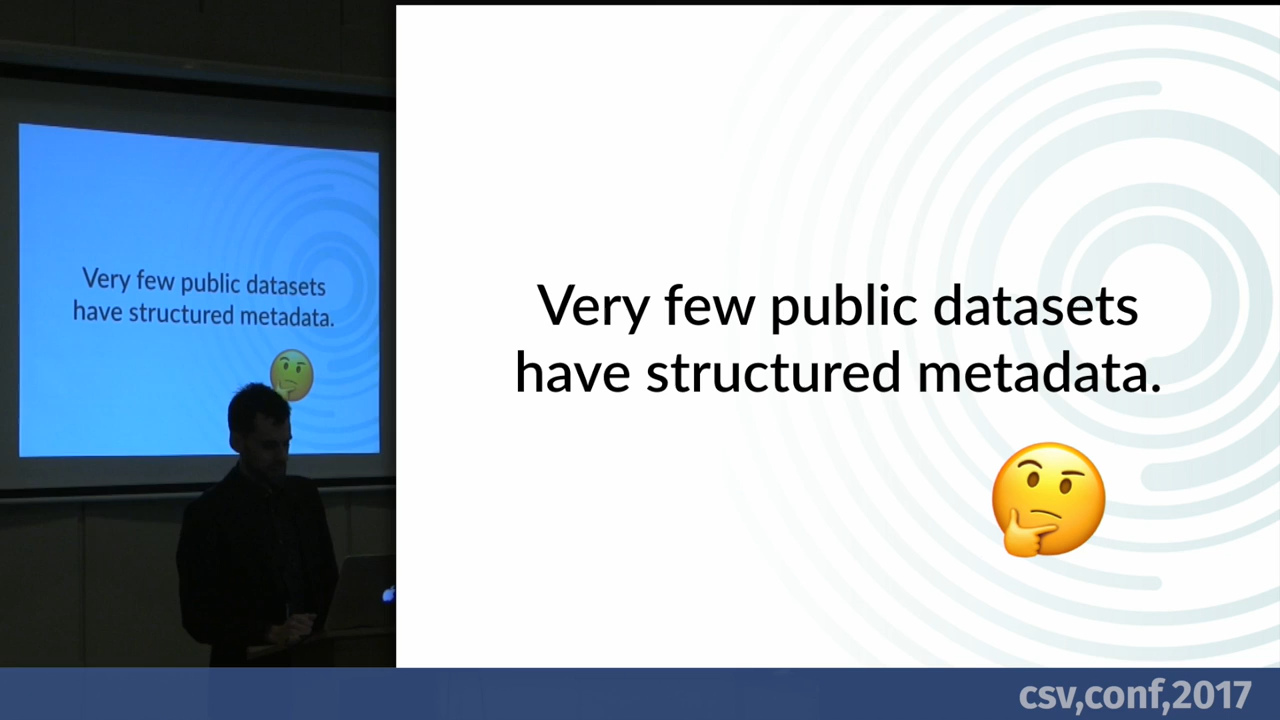 Very few public datasets
have structured metadata.
Very few public datasets
have structured metadata.
csv,conf,2017